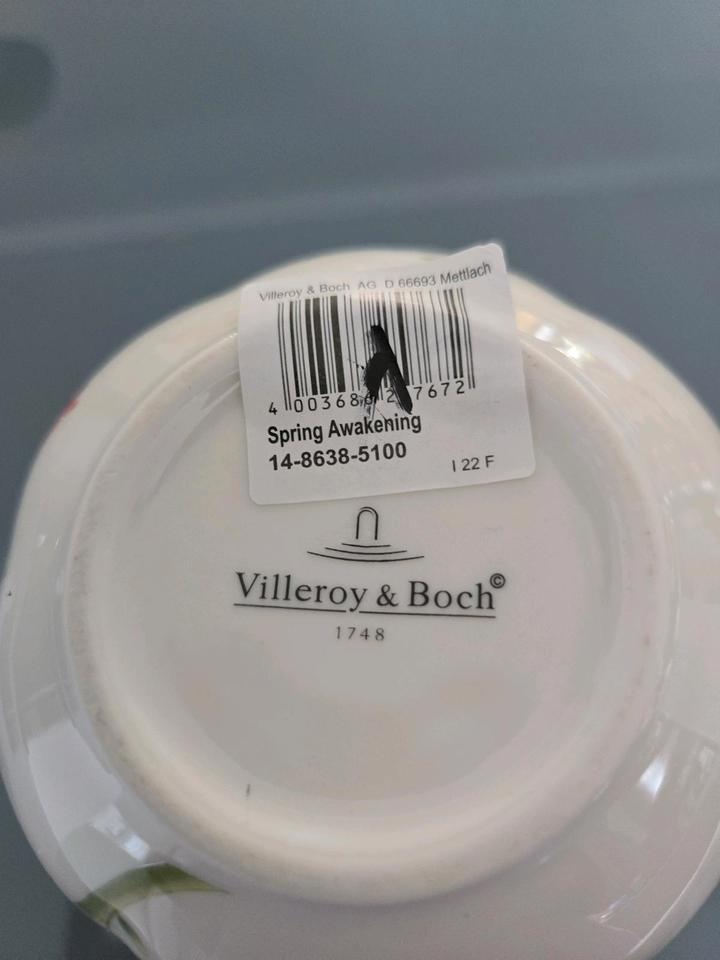 Villeroy & Boch AG D 66693 Mettlach
Spring Awakening
14-8638-5100
I 22 F
Villeroy & Boch©
1748